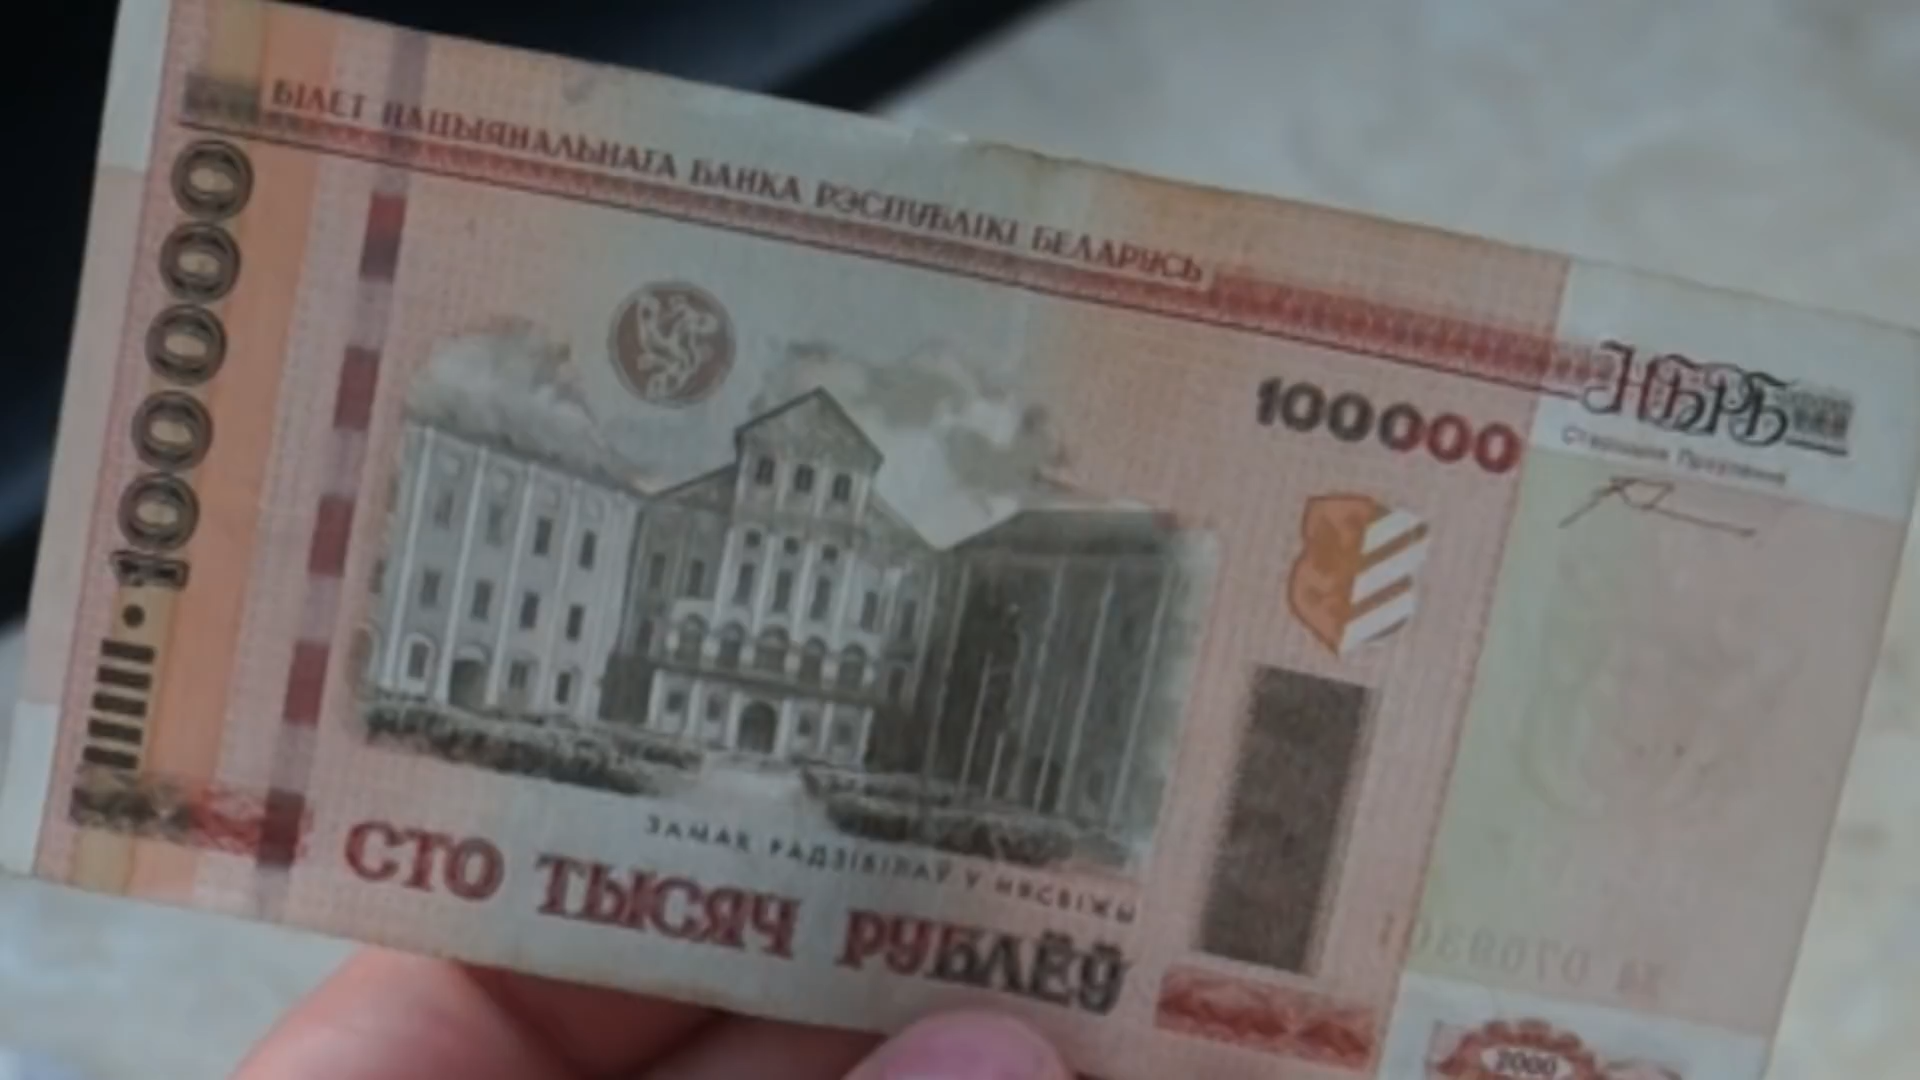 БІЛЕТ НАЦЫЯНАЛЬНАГА БАНКА РЭСПУБЛІКІ БЕЛАРУСЬ
100000
НБРБ
100000
ЗАМАК РАДЗІВІЛАЎ У НЯСВІЖЫ
СТО ТЫСЯЧ РУБЛЁЎ
2000